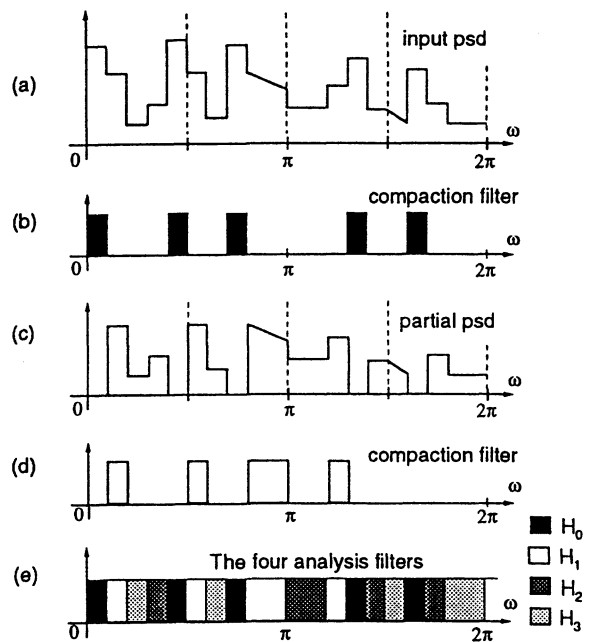 (a)
input psd
ω
0
π
2π
(b)
compaction filter
ω
0
π
2π
(c)
partial psd
ω
0
π
2π
(d)
compaction filter
ω
0
π
2π
(e)
The four analysis filters
ω
0
π
2π
H₀
H₁
H₂
H₃